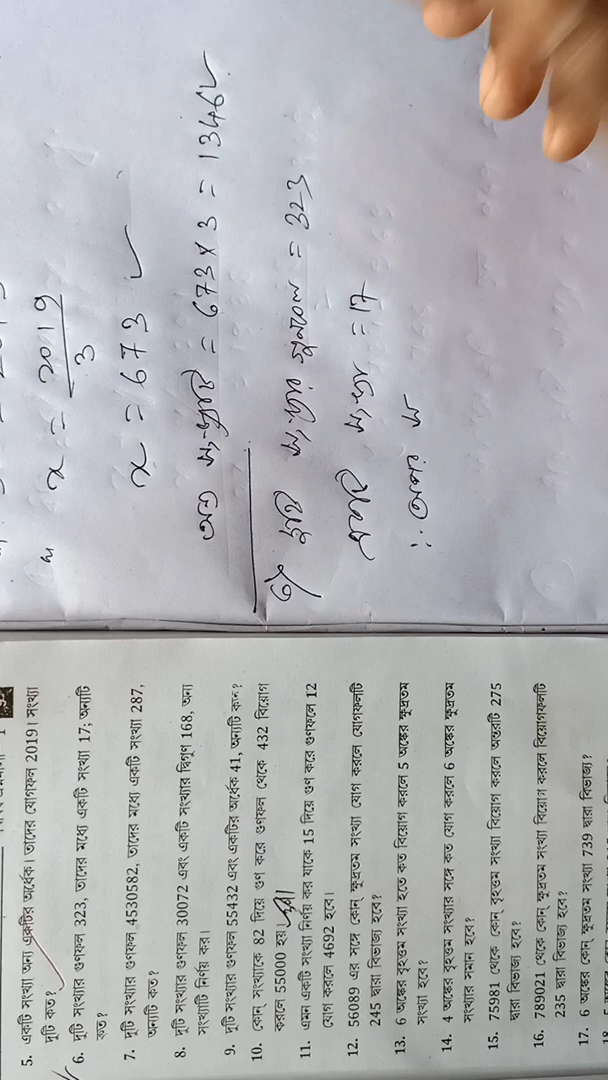 5. একটি সংখ্যা অন্য একটির অর্ধেক। তাদের যোগফল 2019। সংখ্যা
দুটি কত?
6. দুটি সংখ্যার গুণফল 323, তাদের মধ্যে একটি সংখ্যা 17; অন্যটি
কত?
7. দুটি সংখ্যার গুণফল 4530582, তাদের মধ্যে একটি সংখ্যা 287,
অন্যটি কত?
8. দুটি সংখ্যার গুণফল 30072 এবং একটি সংখ্যার দ্বিগুণ 168, অন্য
সংখ্যাটি নির্ণয় কর।
9. দুটি সংখ্যার গুণফল 55432 এবং একটির অর্ধেক 41, অন্যটি কত?
10. কোন্ সংখ্যাকে 82 দিয়ে গুণ করে গুণফল থেকে 432 বিয়োগ
করলে 55000 হয়।
11. এমন একটি সংখ্যা নির্ণয় কর যাকে 15 দিয়ে গুণ করে গুণফলে 12
যোগ করলে 4692 হবে।
12. 56089 এর সঙ্গে কোন্ ক্ষুদ্রতম সংখ্যা যোগ করলে যোগফলটি
245 দ্বারা বিভাজ্য হবে?
13. 6 অঙ্কের বৃহত্তম সংখ্যা হতে কত বিয়োগ করলে 5 অঙ্কের ক্ষুদ্রতম
সংখ্যা হবে?
14. 4 অঙ্কের বৃহত্তম সংখ্যার সঙ্গে কত যোগ করলে 6 অঙ্কের ক্ষুদ্রতম
সংখ্যার সমান হবে?
15. 75981 থেকে কোন্ বৃহত্তম সংখ্যা বিয়োগ করলে অন্তরটি 275
দ্বারা বিভাজ্য হবে?
16. 789021 থেকে কোন্ ক্ষুদ্রতম সংখ্যা বিয়োগ করলে বিয়োগফলটি
235 দ্বারা বিভাজ্য হবে?
17. 6 অঙ্কের কোন্ ক্ষুদ্রতম সংখ্যা 739 দ্বারা বিভাজ্য?
x = 2019/3
x = 673
অন্য সংখ্যাটি = 673 x 3 = 1346
৬) দুটি সংখ্যার গুণফল = 323
একটি সংখ্যা = 17
∴ অপর স